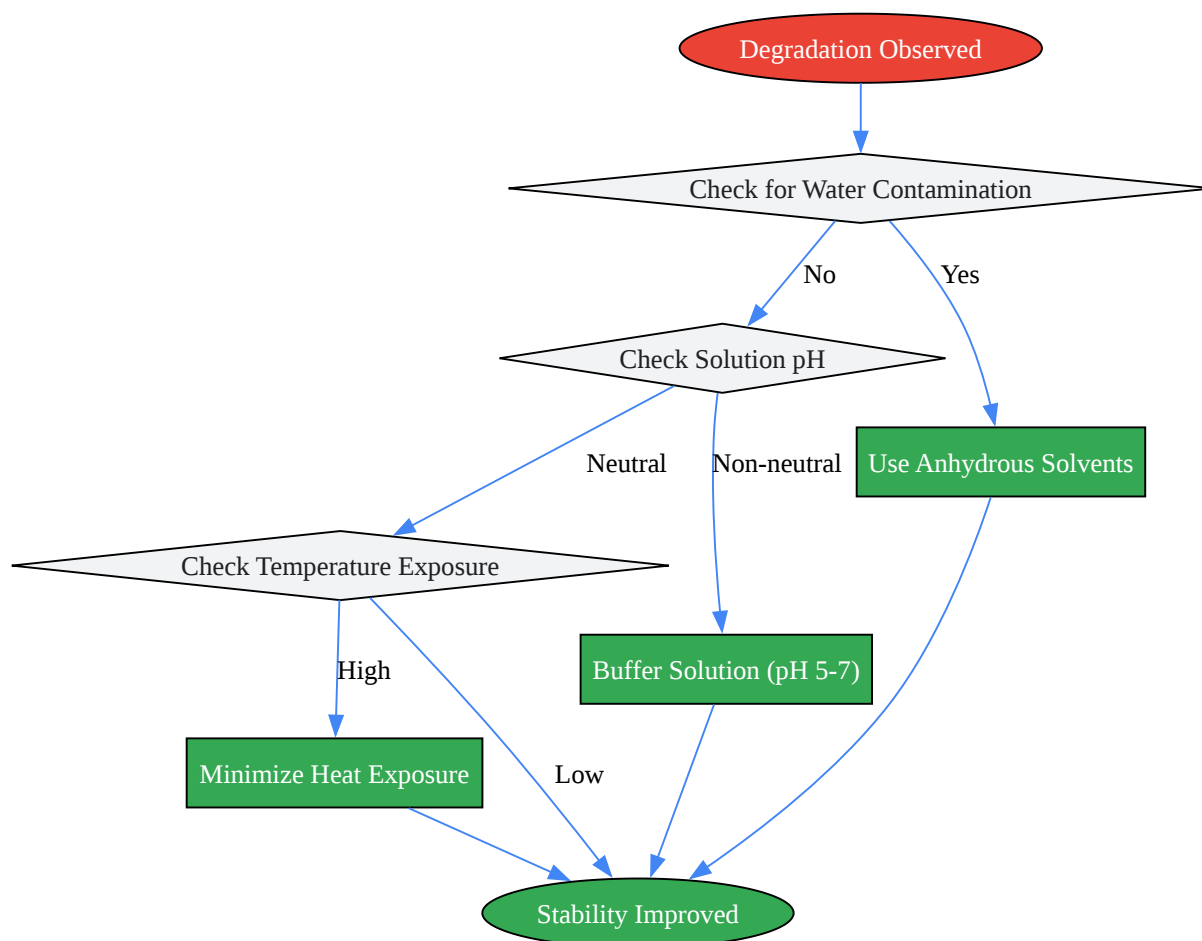 Degradation Observed
Check for Water Contamination
No
Yes
Check Solution pH
Neutral
Non-neutral
Use Anhydrous Solvents
Check Temperature Exposure
High
Buffer Solution (pH 5-7)
Minimize Heat Exposure
Low
Stability Improved